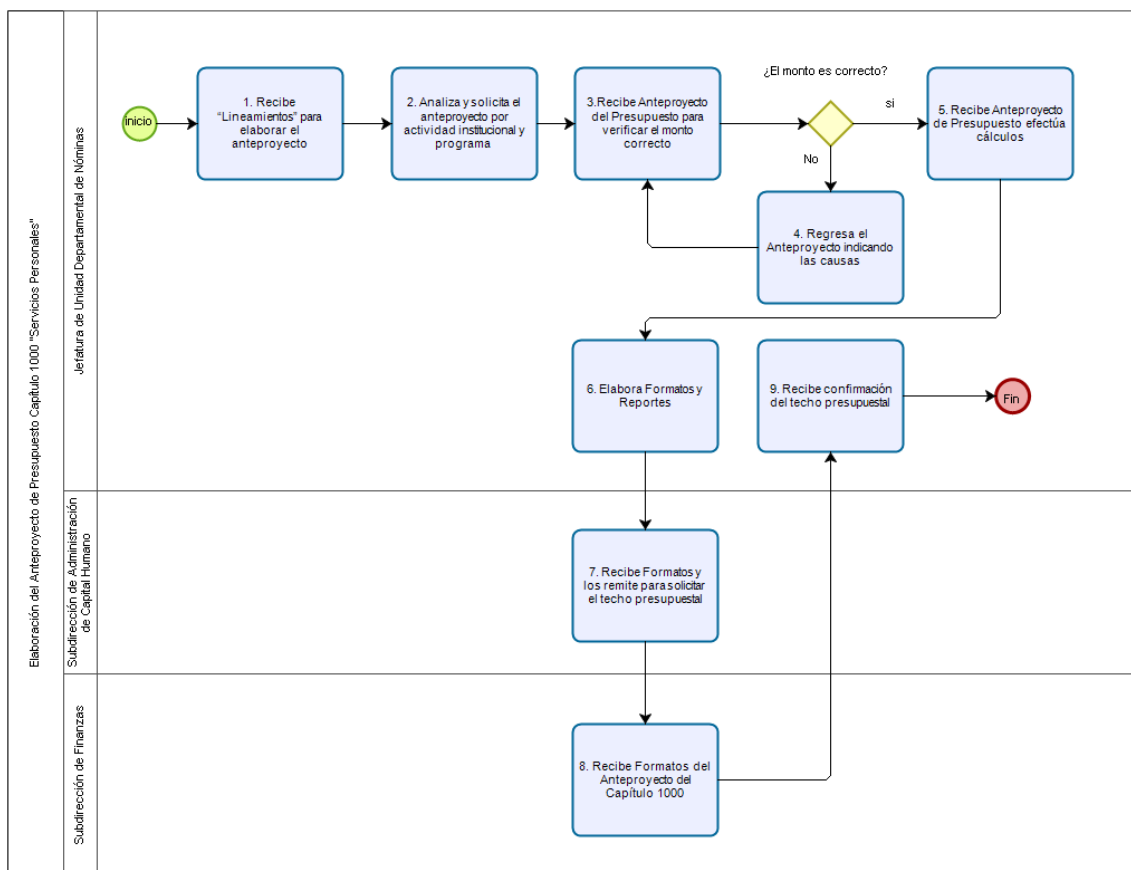 Elaboración del Anteproyecto de Presupuesto Capítulo 1000 "Servicios Personales"
Jefatura de Unidad Departamental de Nóminas
inicio
1. Recibe
“Lineamientos” para
elaborar el
anteproyecto
2. Analiza y solicita el
anteproyecto por
actividad institucional y
programa
3.Recibe Anteproyecto
del Presupuesto para
verificar el monto
correcto
¿El monto es correcto?
si
No
5. Recibe Anteproyecto
de Presupuesto efectúa
cálculos
4. Regresa el
Anteproyecto indicando
las causas
6. Elabora Formatos y
Reportes
9. Recibe confirmación
del techo presupuestal
Fin
Subdirección de Administración
de Capital Humano
7. Recibe Formatos y
los remite para solicitar
el techo presupuestal
Subdirección de Finanzas
8. Recibe Formatos del
Anteproyecto del
Capítulo 1000